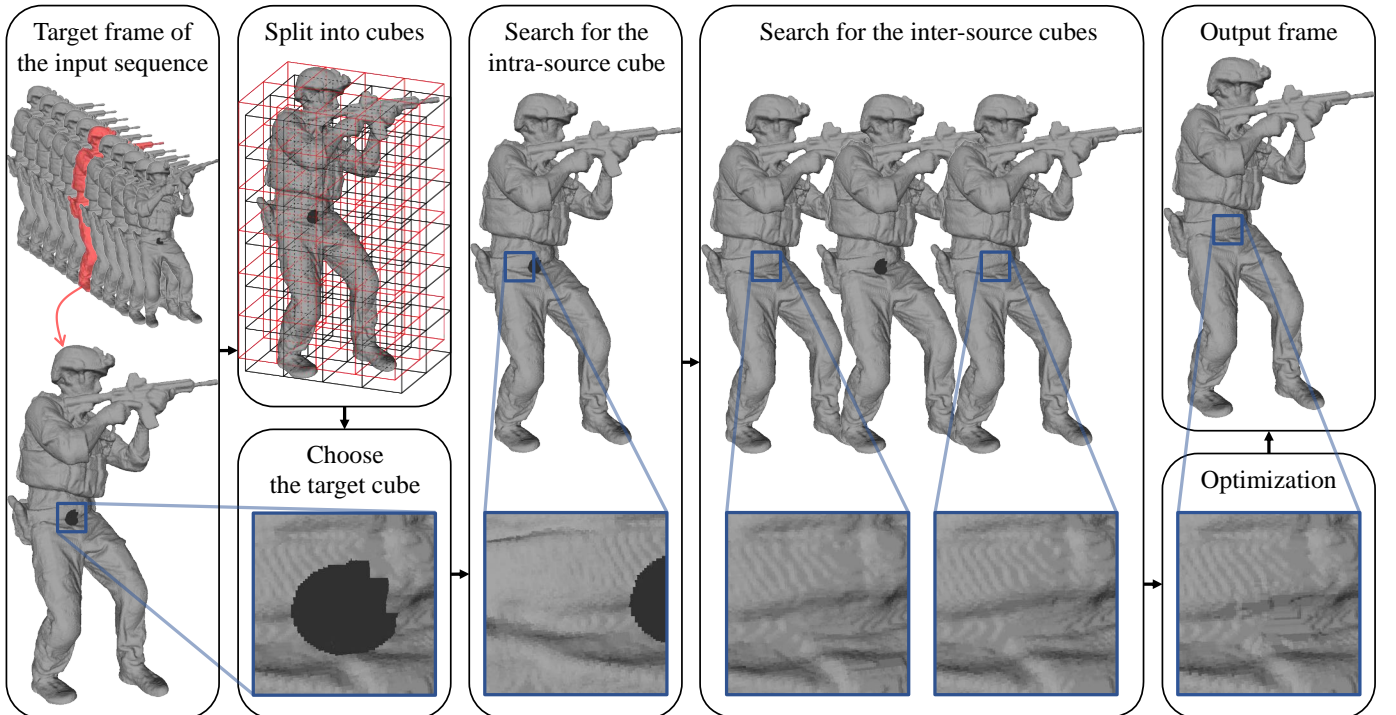 Target frame of
the input sequence
Split into cubes
Choose
the target cube
Search for the
intra-source cube
Search for the inter-source cubes
Optimization
Output frame